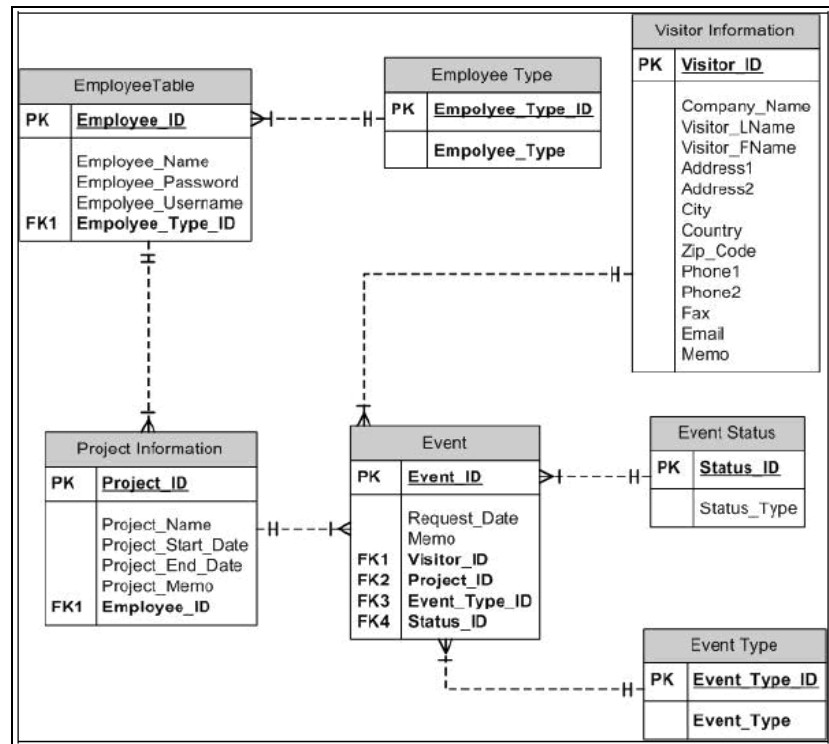 EmployeeTable
PK Employee_ID
Employee_Name
Employee_Password
Empolyee_Username
FK1 Empolyee_Type_ID
Employee Type
PK Empolyee_Type_ID
Empolyee_Type
Visitor Information
PK Visitor_ID
Company_Name
Visitor_LName
Visitor_FName
Address1
Address2
City
Country
Zip_Code
Phone1
Phone2
Fax
Email
Memo
Project Information
PK Project_ID
Project_Name
Project_Start_Date
Project_End_Date
Project_Memo
FK1 Employee_ID
Event
PK Event_ID
Request_Date
Memo
FK1 Visitor_ID
FK2 Project_ID
FK3 Event_Type_ID
FK4 Status_ID
Event Status
PK Status_ID
Status_Type
Event Type
PK Event_Type_ID
Event_Type